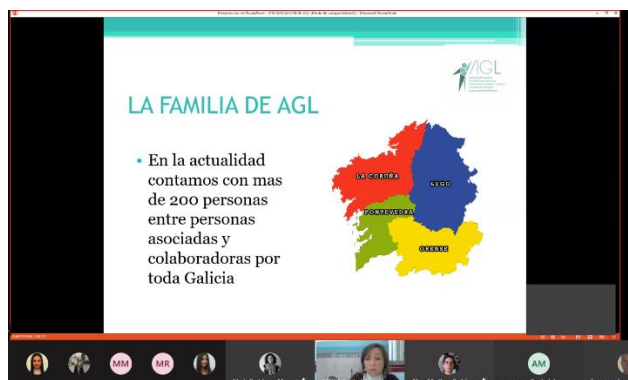 AGL
LA FAMILIA DE AGL
• En la actualidad
contamos con mas
de 200 personas
entre personas
asociadas y
colaboradoras por
toda Galicia
LA CORUÑA
LUGO
PONTEVEDRA
ORENSE
MM
MR
AM